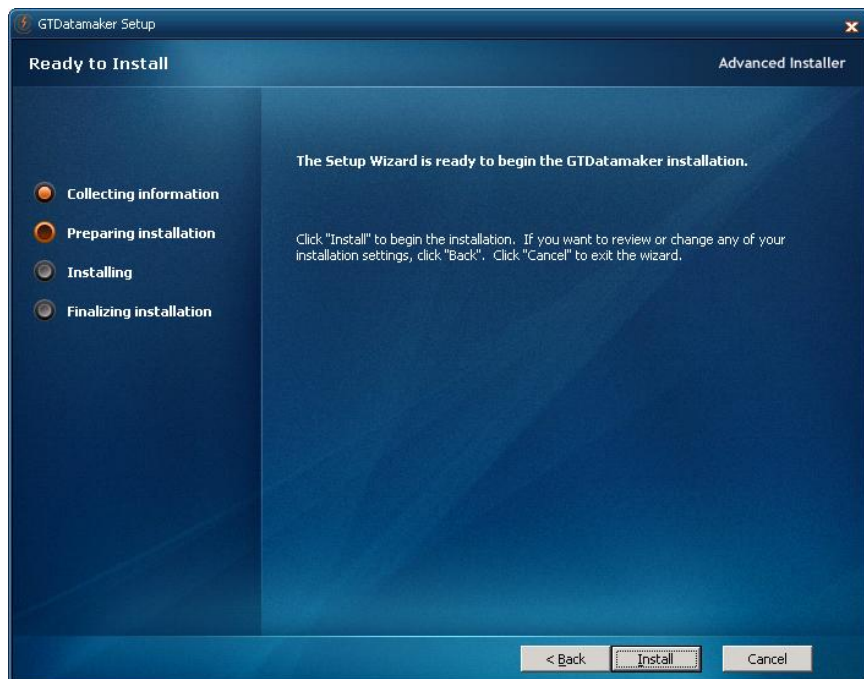 GTDatamaker Setup
Ready to Install
Advanced Installer
The Setup Wizard is ready to begin the GTDatamaker installation.
Collecting information
Preparing installation
Installing
Finalizing installation
Click "Install" to begin the installation. If you want to review or change any of your
installation settings, click "Back". Click "Cancel" to exit the wizard.
< Back
Install
Cancel